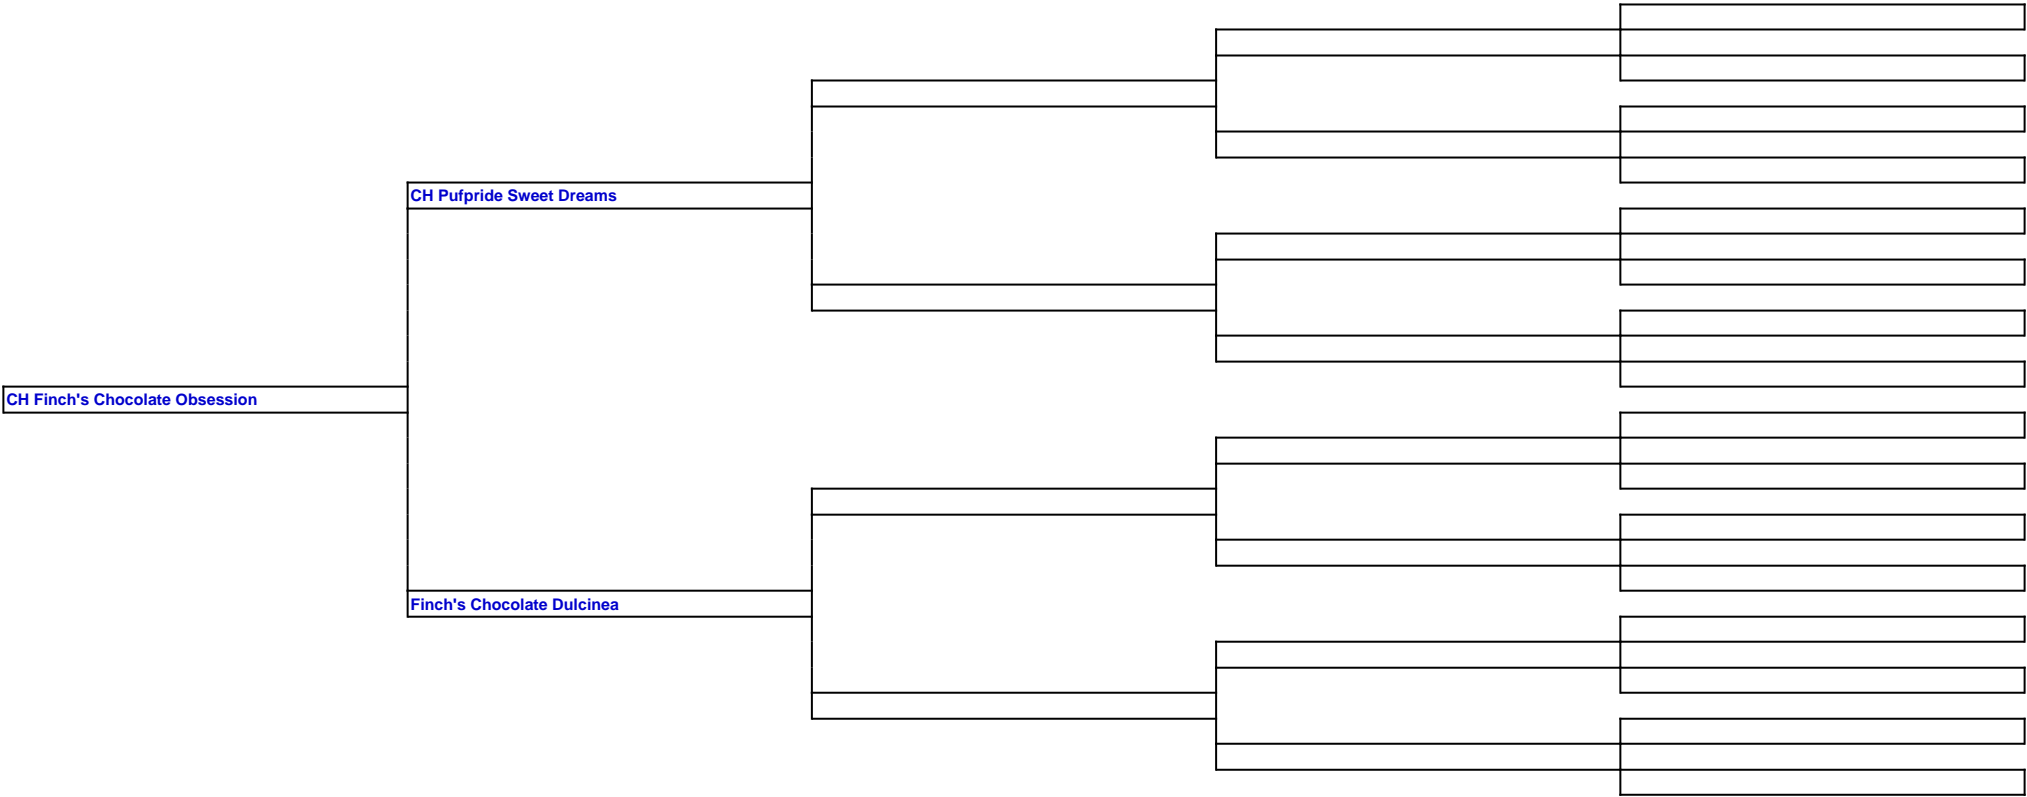 CH Pufpride Sweet Dreams
CH Finch's Chocolate Obsession
Finch's Chocolate Dulcinea